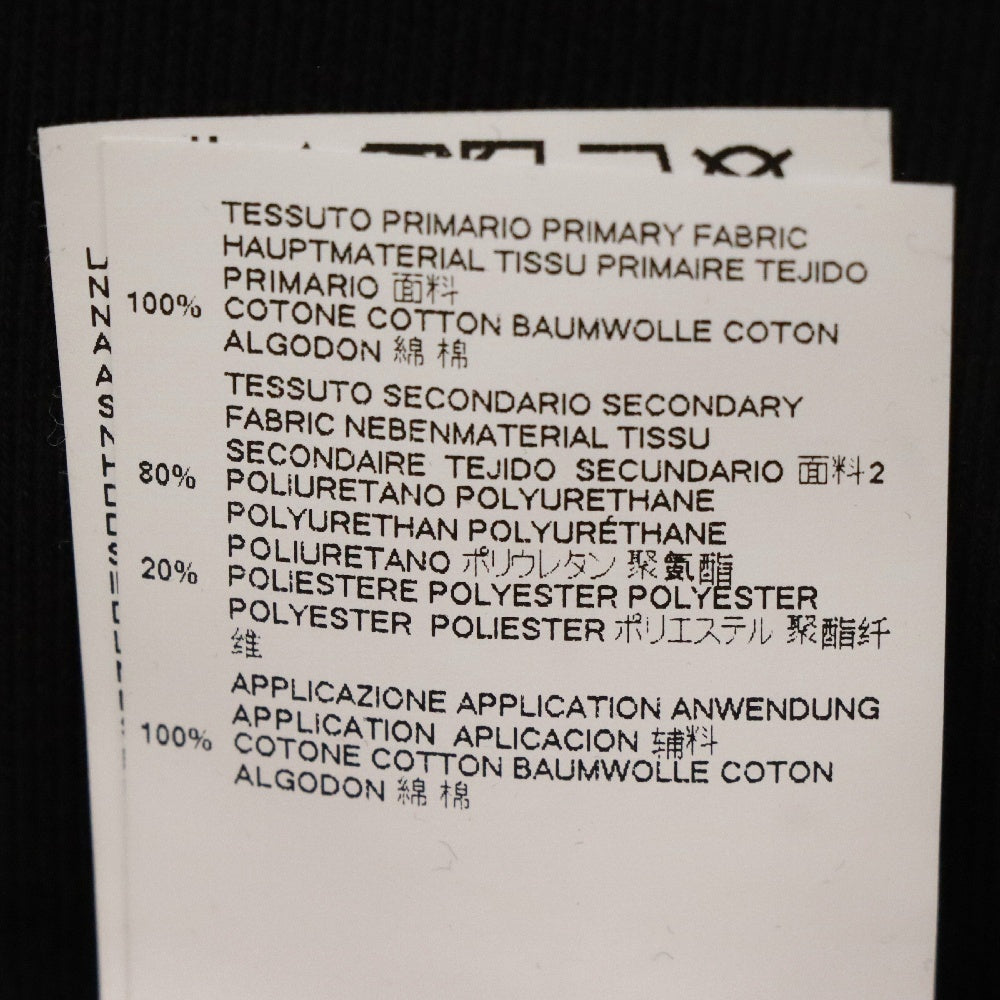 TESSUTO PRIMARIO PRIMARY FABRIC
HAUPTMATERIAL TISSU PRIMAIRE TEJIDO
PRIMARIO 面料
100% COTONE COTTON BAUMWOLLE COTON
ALGODON 綿 棉
TESSUTO SECONDARIO SECONDARY
FABRIC NEBENMATERIAL TISSU
SECONDAIRE TEJIDO SECUNDARIO 面料2
80% POLIURETANO POLYURETHANE
POLYURETHAN POLYURÉTHANE
POLIURETANO ポリウレタン 聚氨酯
20% POLIESTERE POLYESTER POLYESTER
POLYESTER POLIESTER ポリエステル 聚酯纤
维
APPLICAZIONE APPLICATION ANWENDUNG
APPLICATION APLICACION 辅料
100% COTONE COTTON BAUMWOLLE COTON
ALGODON 綿 棉